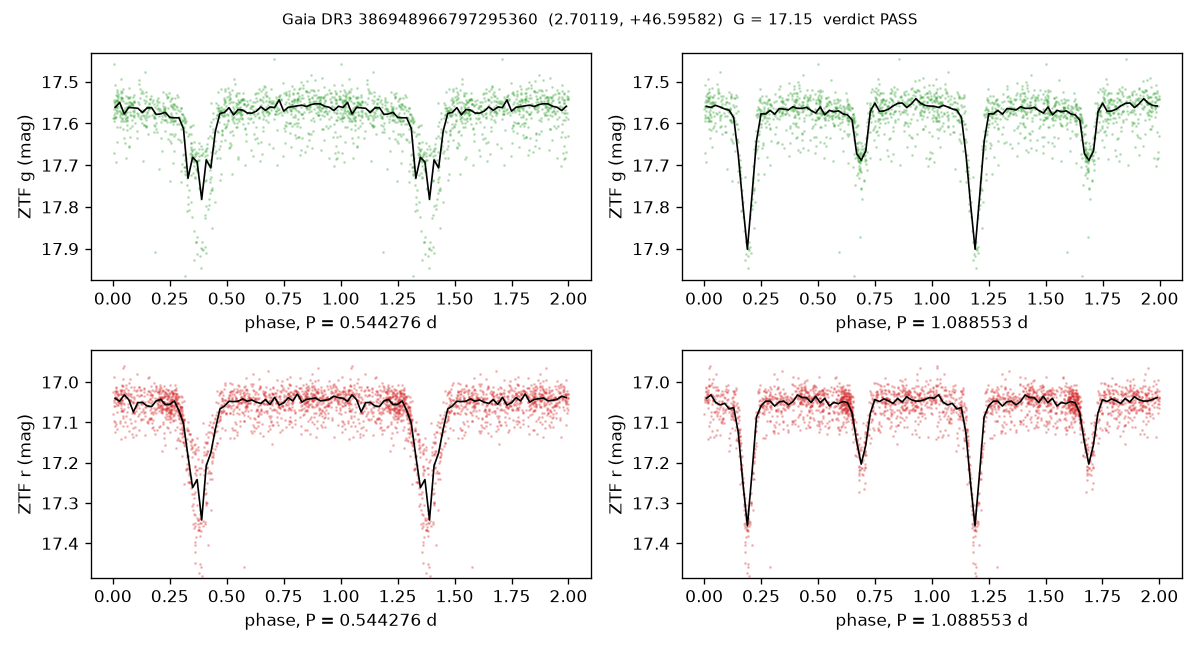 Gaia DR3 386948966797295360 (2.70119, +46.59582) G = 17.15 verdict PASS
ZTF g (mag)
17.5
17.6
17.7
17.8
17.9
0.00 0.25 0.50 0.75 1.00 1.25 1.50 1.75 2.00
phase, P = 0.544276 d
ZTF g (mag)
17.5
17.6
17.7
17.8
17.9
0.00 0.25 0.50 0.75 1.00 1.25 1.50 1.75 2.00
phase, P = 1.088553 d
ZTF r (mag)
17.0
17.1
17.2
17.3
17.4
0.00 0.25 0.50 0.75 1.00 1.25 1.50 1.75 2.00
phase, P = 0.544276 d
ZTF r (mag)
17.0
17.1
17.2
17.3
17.4
0.00 0.25 0.50 0.75 1.00 1.25 1.50 1.75 2.00
phase, P = 1.088553 d